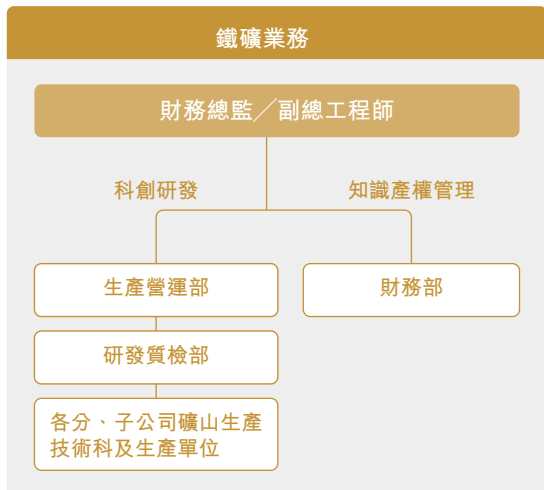 鐵礦業務
財務總監╱副總工程師
科創研發
知識產權管理
生產營運部
財務部
研發質檢部
各分、子公司礦山生產
技術科及生產單位